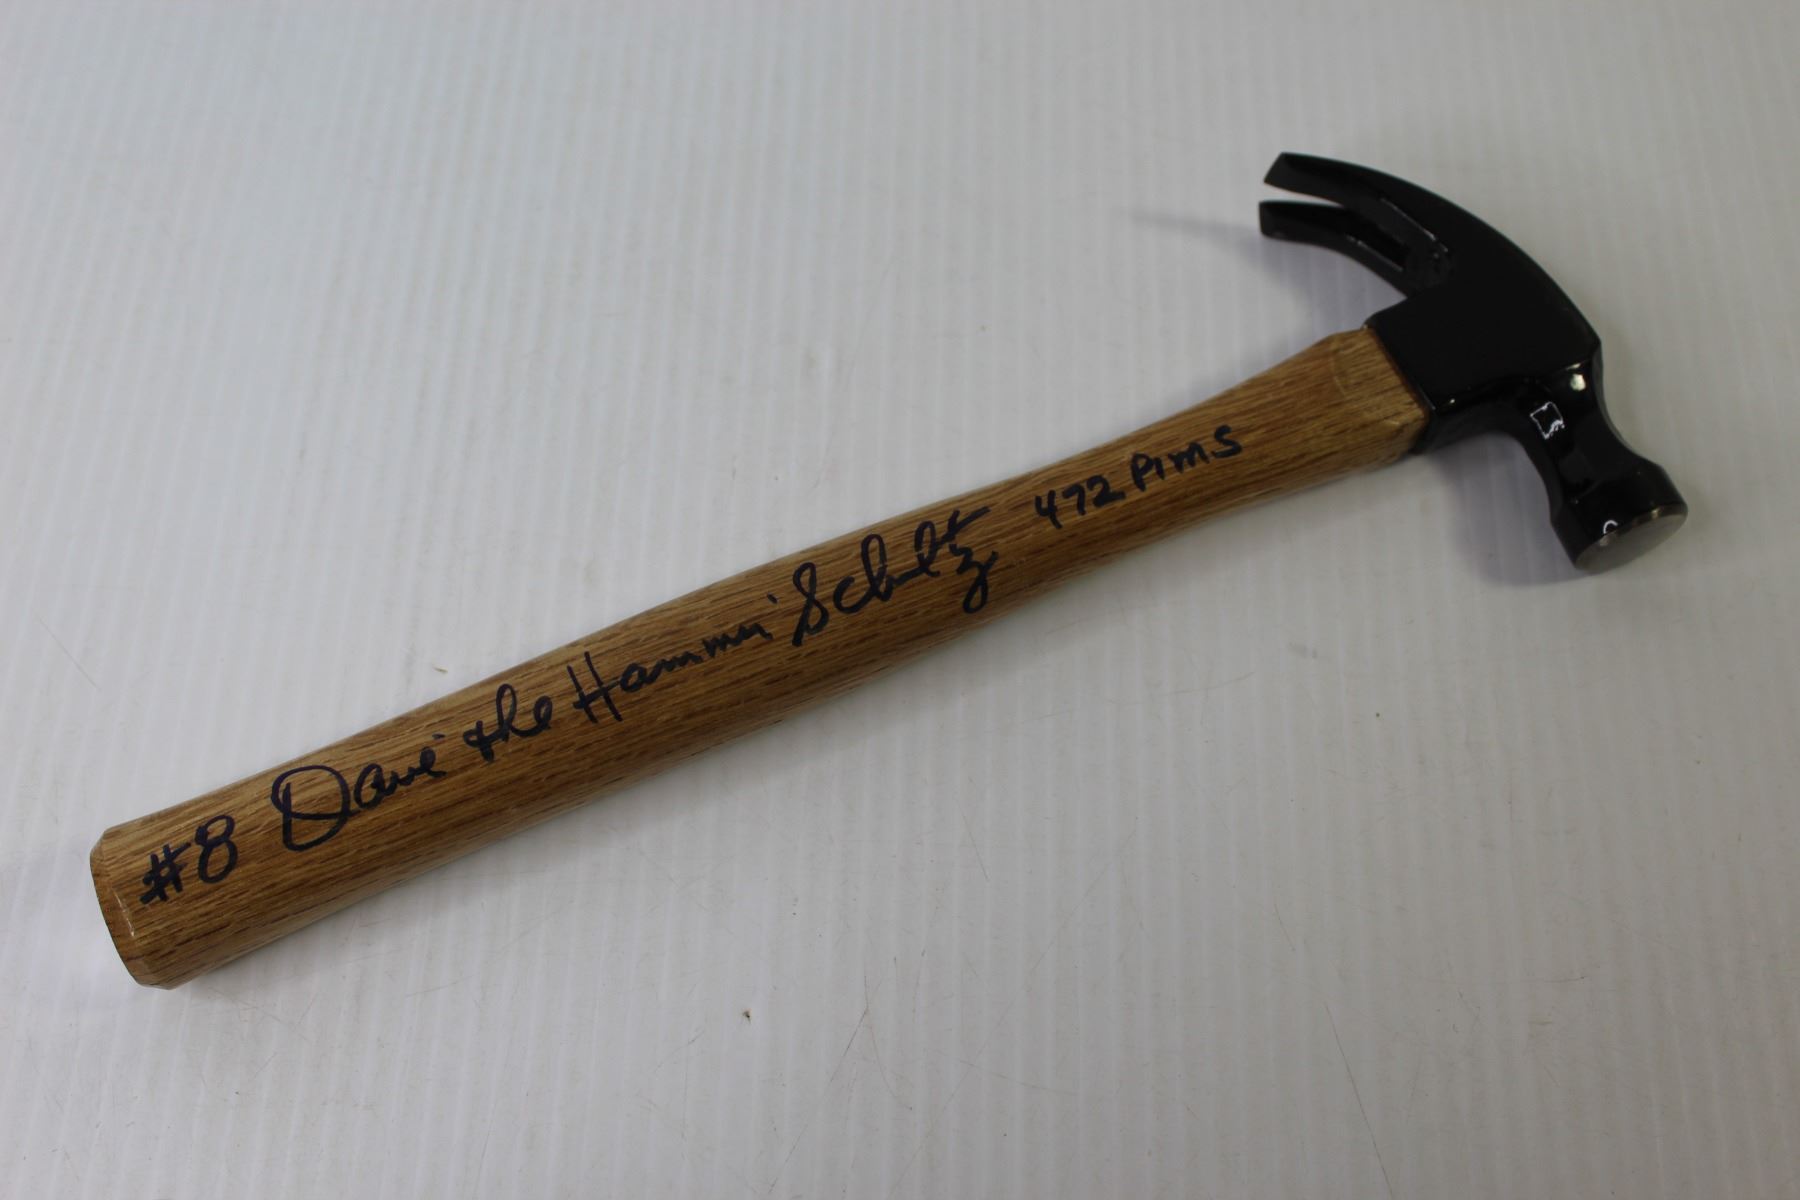 #8 Dave "the Hammer" Schultz 472 PIMS